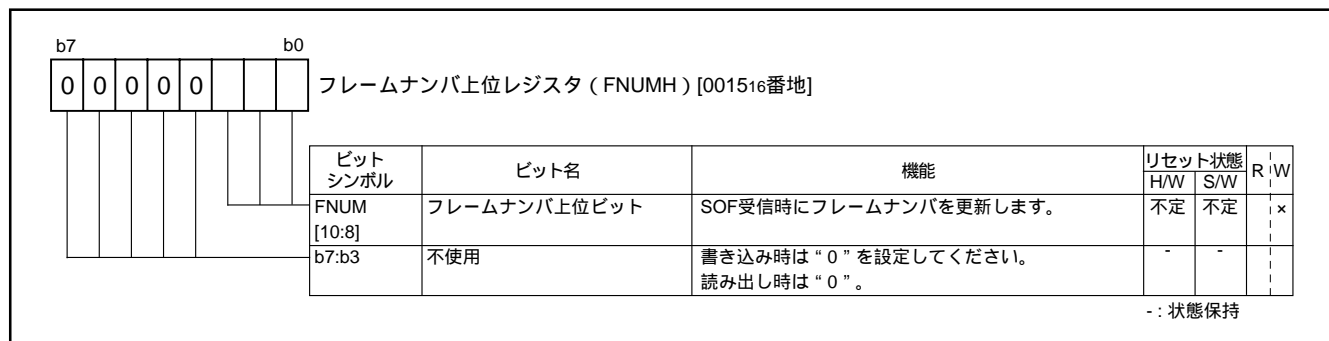 b7 b0
0 0 0 0 0 フレームナンバ上位レジスタ（FNUMH）[001516番地]
ビットシンボル ビット名 機能 リセット状態 H/W S/W R W
FNUM [10:8] フレームナンバ上位ビット SOF受信時にフレームナンバを更新します。 不定 不定 ×
b7:b3 不使用 書き込み時は“0”を設定してください。 - -
読み出し時は“0”。
- : 状態保持